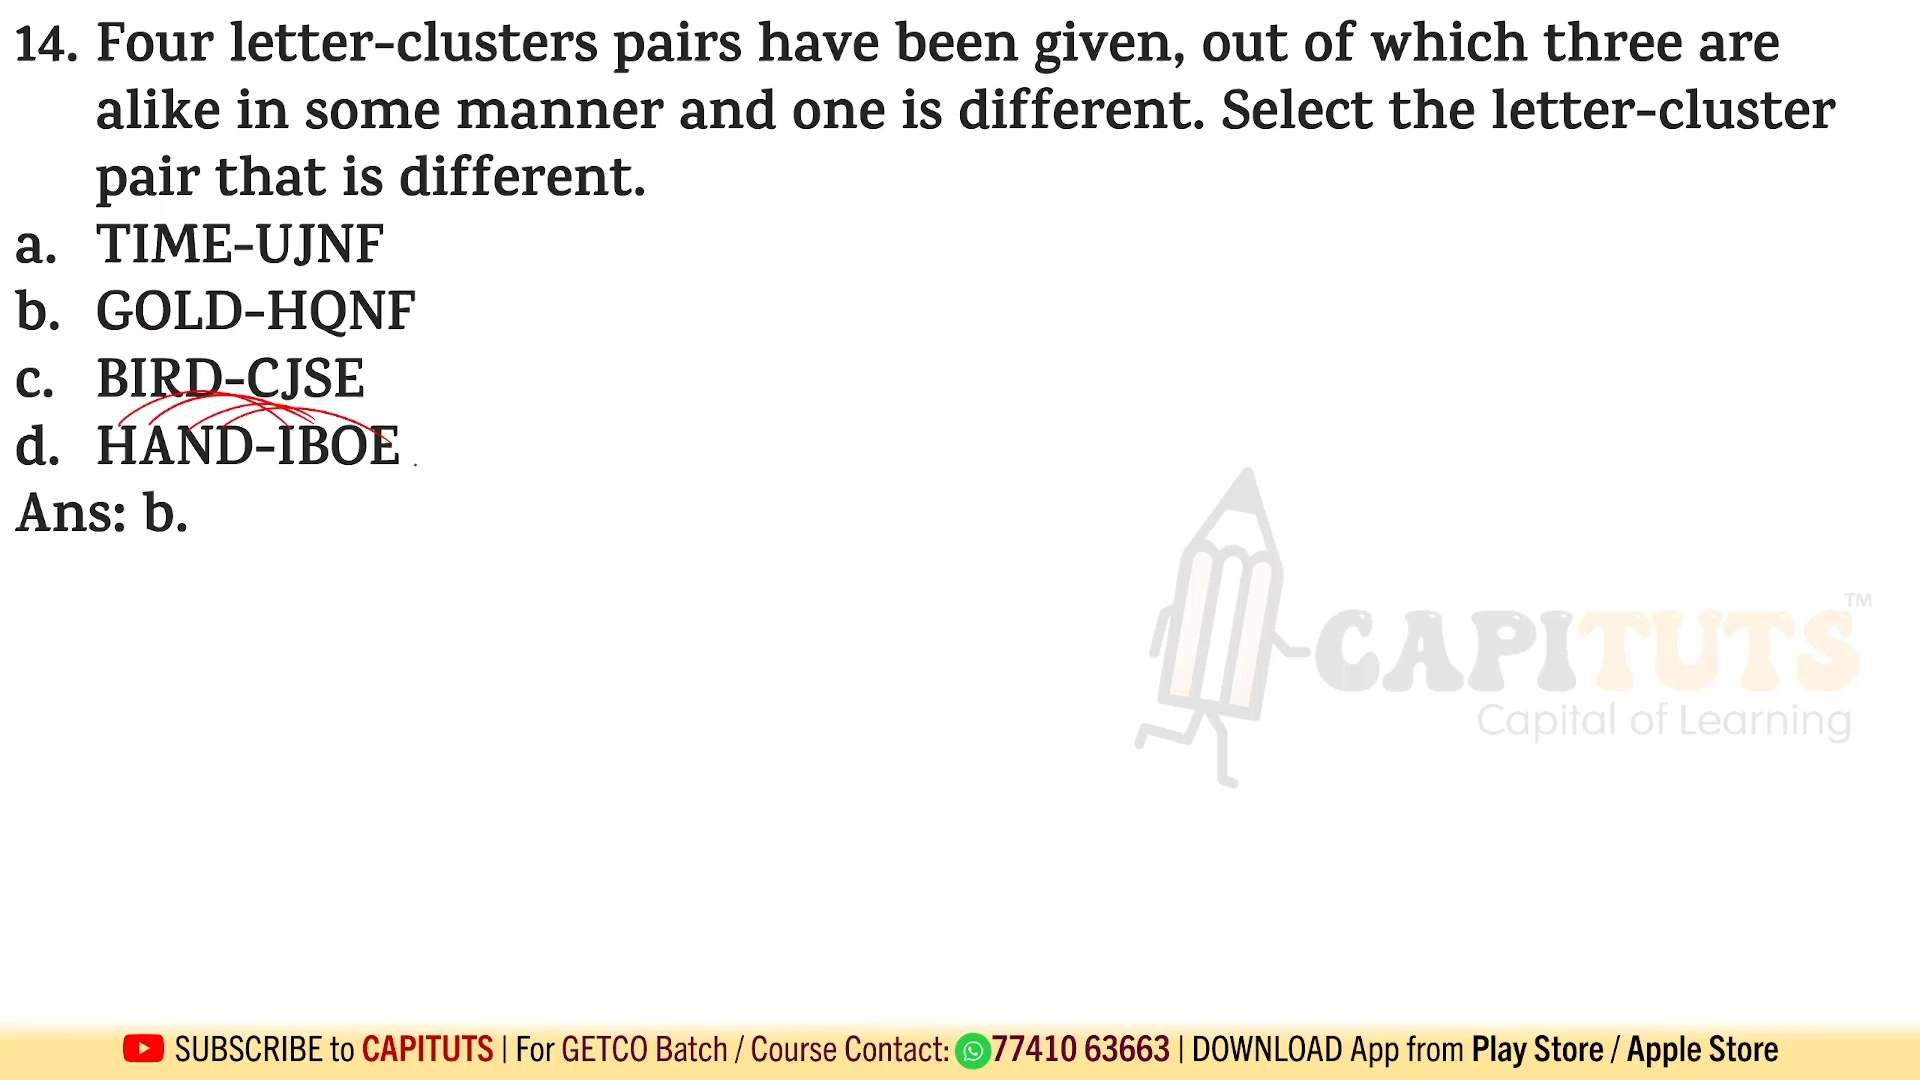 14. Four letter-clusters pairs have been given, out of which three are
alike in some manner and one is different. Select the letter-cluster
pair that is different.
a. TIME-UJNF
b. GOLD-HQNF
c. BIRD-CJSE
d. HAND-IBOE
Ans: b.
CAPITUTS TM
Capital of Learning
SUBSCRIBE to CAPITUTS | For GETCO Batch / Course Contact: 77410 63663 | DOWNLOAD App from Play Store / Apple Store